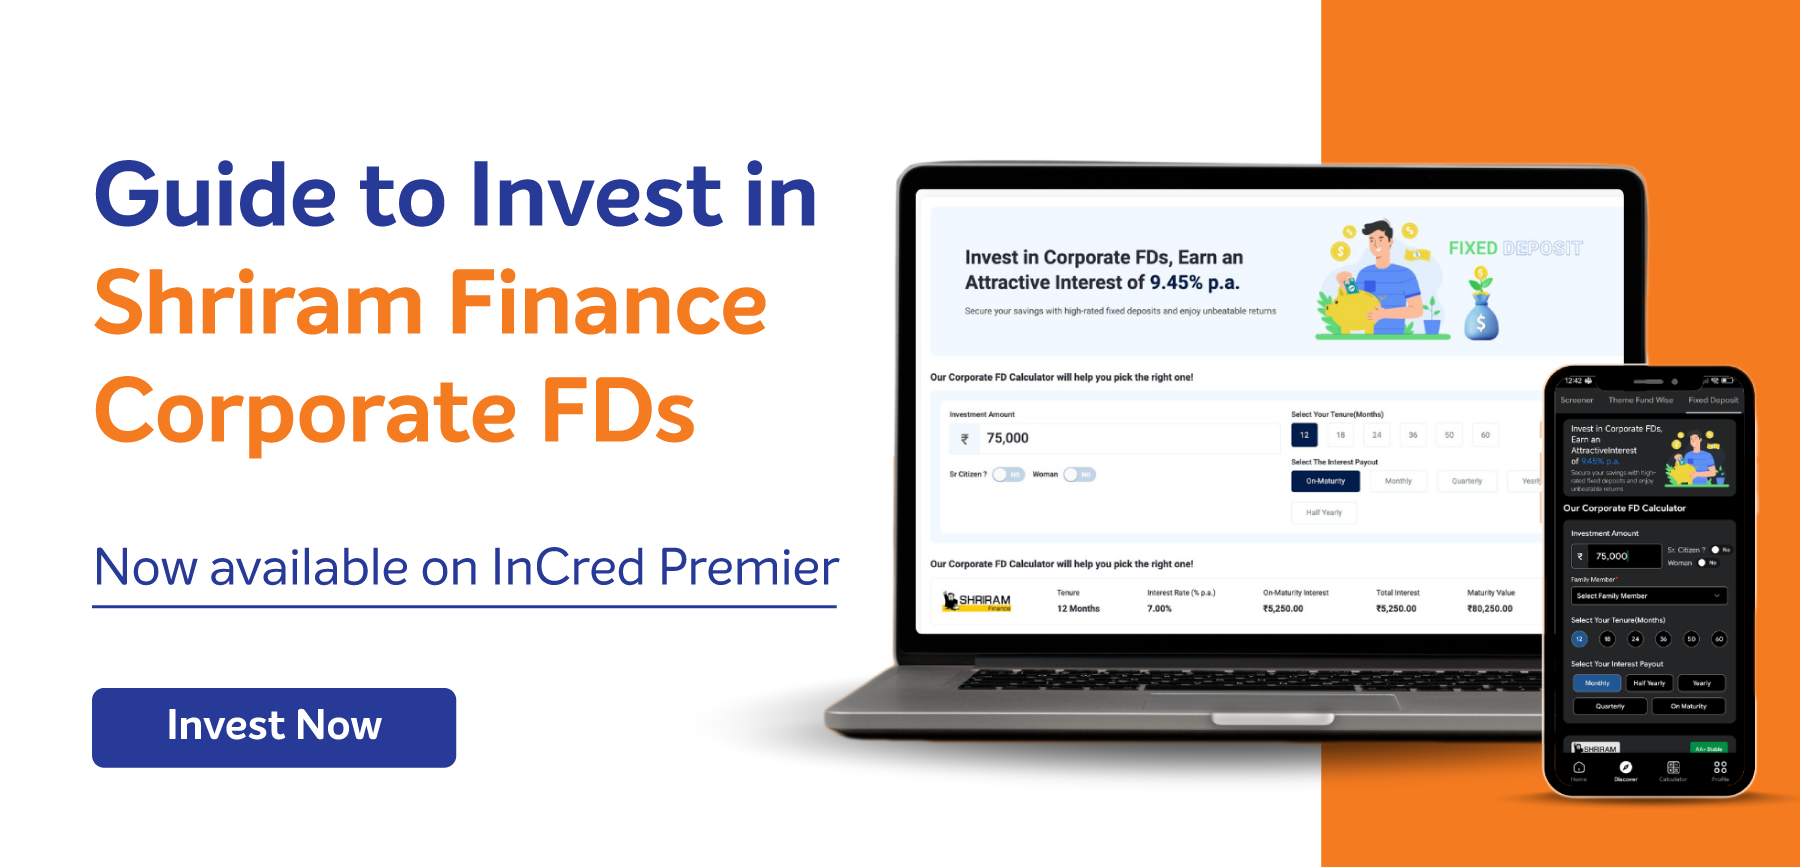 Guide to Invest in
Shriram Finance
Corporate FDs
Now available on InCred Premier
Invest Now
Invest in Corporate FDs, Earn an
Attractive Interest of 9.45% p.a.
Secure your savings with high-rated fixed deposits and enjoy unbeatable returns
FIXED DEPOSIT
Our Corporate FD Calculator will help you pick the right one!
Investment Amount
₹ 75,000
Sr Citizen ? NO Woman NO
Select Your Tenure(Months)
12 18 24 36 50 60
Select The Interest Payout
On-Maturity Monthly Quarterly Yearly
Half Yearly
Our Corporate FD Calculator will help you pick the right one!
SHRIRAM
Finance
Tenure Interest Rate (% p.a.) On-Maturity Interest Total Interest Maturity Value
12 Months 7.00% ₹5,250.00 ₹5,250.00 ₹80,250.00
12:42
Screener Theme Fund Wise Fixed Deposit
Invest in Corporate FDs,
Earn an
AttractiveInterest
of 9.45% p.a.
Secure your savings with high-
rated fixed deposits and enjoy
unbeatable returns
Our Corporate FD Calculator
Investment Amount
₹ 75,000
Sr. Citizen ? No
Woman No
Family Member*
Select Family Member
Select Your Tenure(Months)
12 18 24 36 50 60
Select Your Interest Payout
Monthly Half Yearly Yearly
Quarterly On Maturity
SHRIRAM
AA+ Stable
Home Discover Calculator Profile